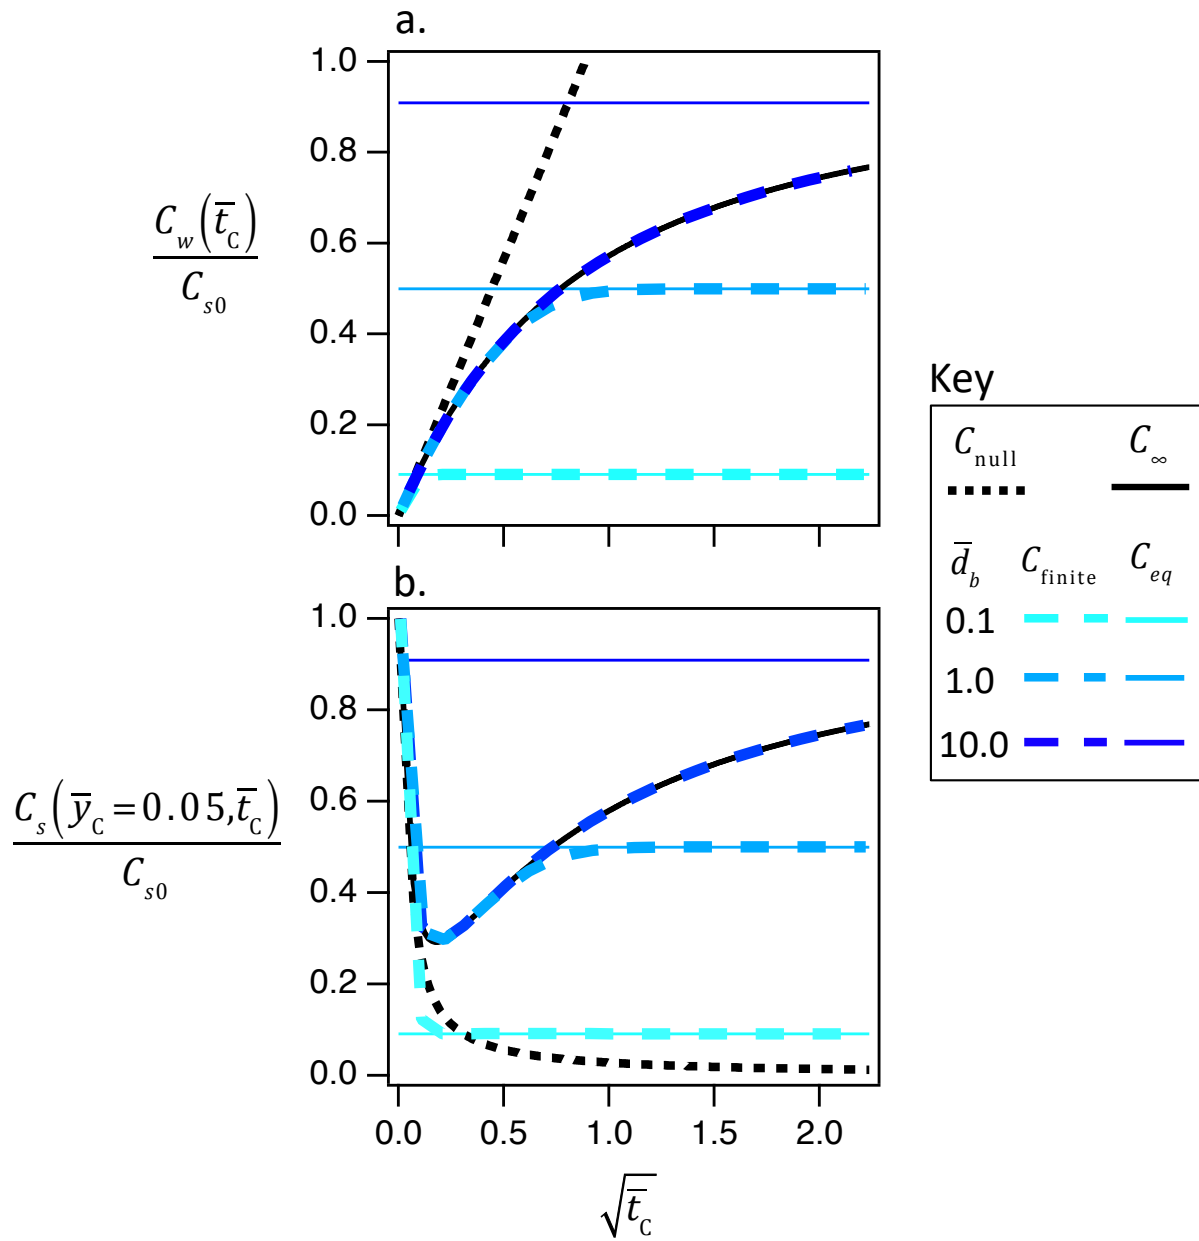 a.
1.0
0.8
0.6
0.4
0.2
0.0
C_w(t̄_C)
C_s0
b.
1.0
0.8
0.6
0.4
0.2
0.0
C_s(ȳ_C=0.05,t̄_C)
C_s0
0.0 0.5 1.0 1.5 2.0
√t̄_C
Key
C_null C_∞
d̄_b C_finite C_eq
0.1
1.0
10.0